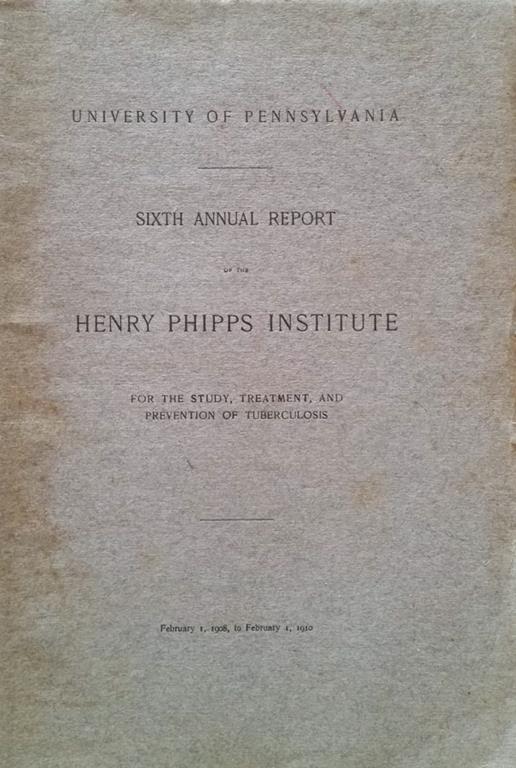 UNIVERSITY OF PENNSYLVANIA
SIXTH ANNUAL REPORT
OF THE
HENRY PHIPPS INSTITUTE
FOR THE STUDY, TREATMENT, AND
PREVENTION OF TUBERCULOSIS
February 1, 1908, to February 1, 1910